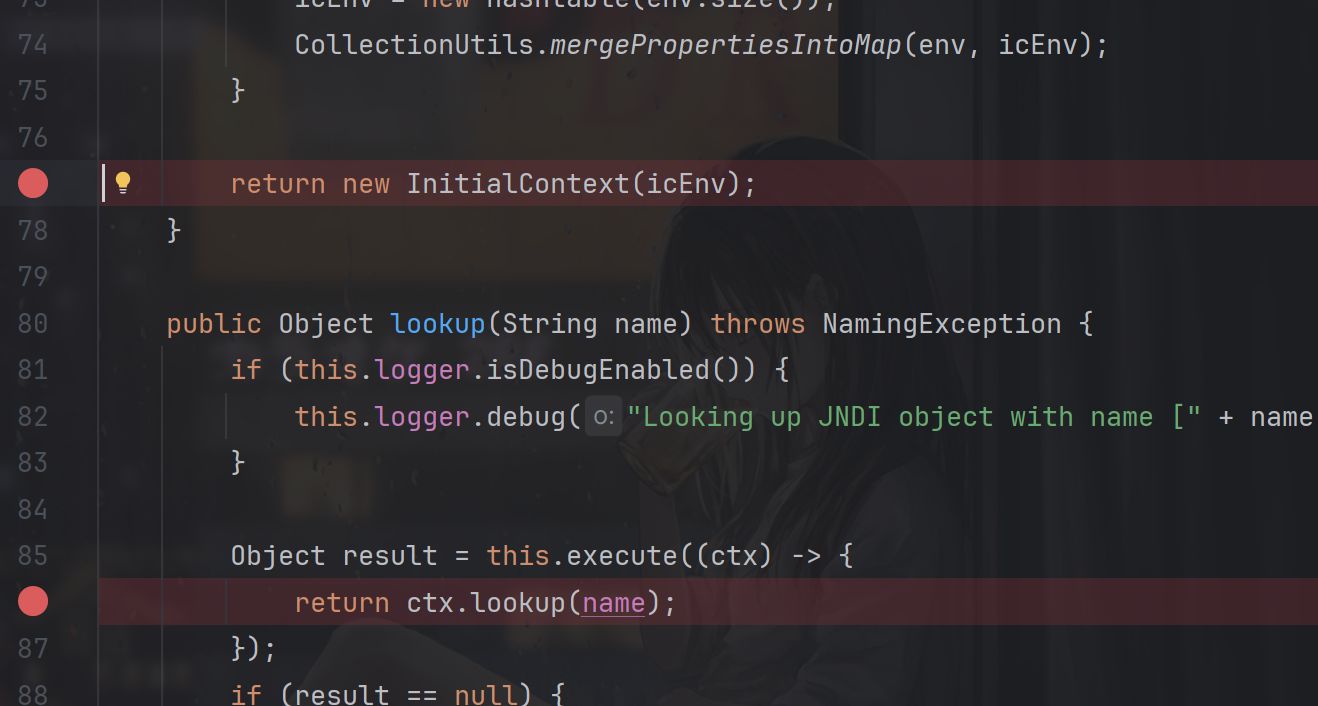 73 icEnv = new Hashtable(env.size());
74 CollectionUtils.mergePropertiesIntoMap(env, icEnv);
75 }
76
return new InitialContext(icEnv);
78 }
79
80 public Object lookup(String name) throws NamingException {
81 if (this.logger.isDebugEnabled()) {
82 this.logger.debug( o: "Looking up JNDI object with name [" + name
83 }
84
85 Object result = this.execute((ctx) -> {
return ctx.lookup(name);
87 });
88 if (result == null) {